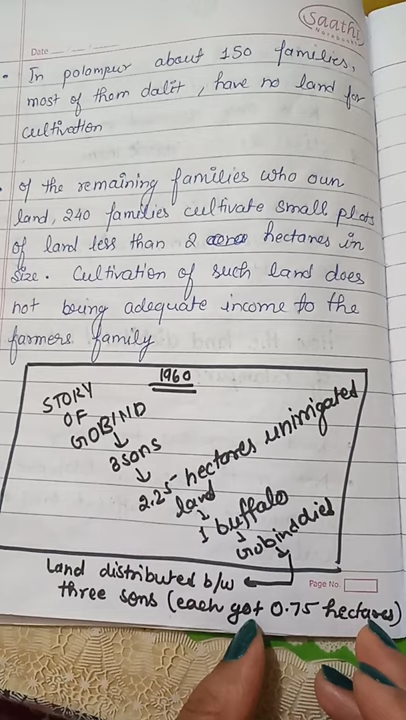 Saathi
Notebooks
Date
• In polampur about 150 families,
most of them dalit, have no land for
cultivation
• of the remaining families who own
land, 240 families cultivate small plots
of land less than 2 hectares in
size. Cultivation of such land does
not being adequate income to the
farmers family
1960
STORY
OF
GOBIND
↓
3 sons
↓
2.25 hectares unirrigated
land
↓
1 buffalo
↓
Gobind died
↓
Land distributed b/w
Page No.
three sons (each got 0.75 hectares)